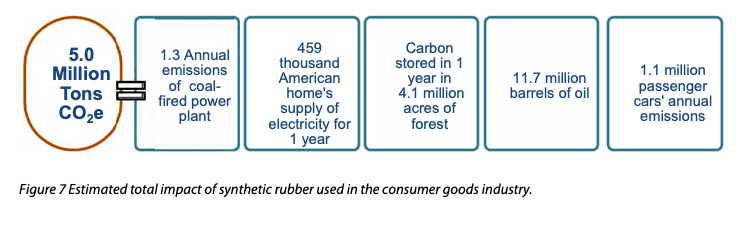 5.0
Million
Tons
CO₂e
=
1.3 Annual
emissions
of coal-
fired power
plant
459
thousand
American
home's
supply of
electricity for
1 year
Carbon
stored in 1
year in
4.1 million
acres of
forest
11.7 million
barrels of oil
1.1 million
passenger
cars' annual
emissions
Figure 7 Estimated total impact of synthetic rubber used in the consumer goods industry.